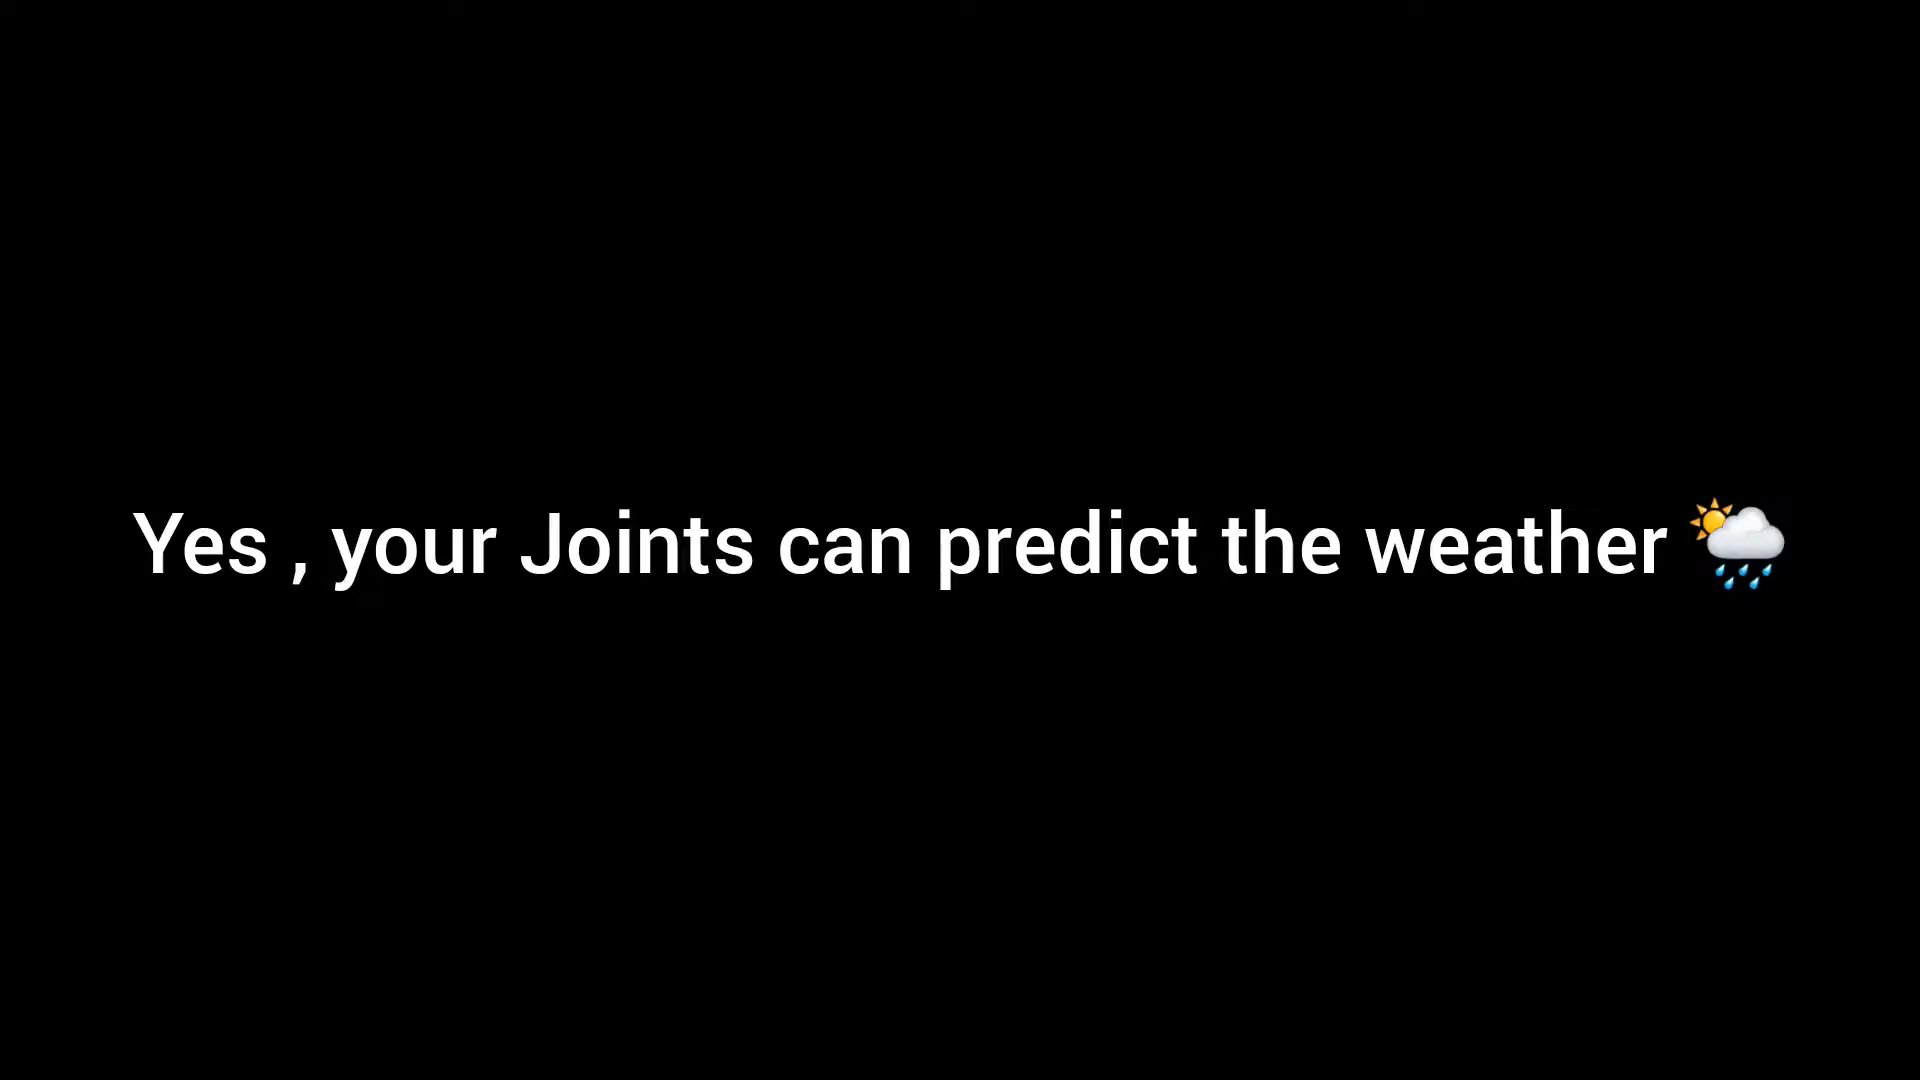 Yes , your Joints can predict the weather 🌦️